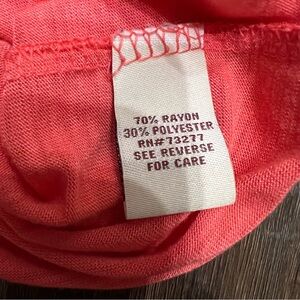 70% RAYON
30% POLYESTER
RN#73277
SEE REVERSE
FOR CARE